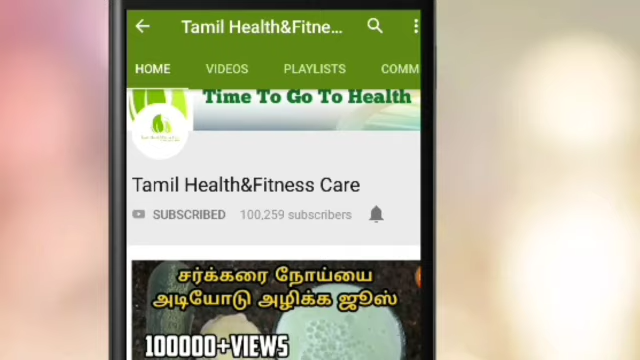 Tamil Health&Fitne...
HOME VIDEOS PLAYLISTS COMM
Time To Go To Health
Tamil Health&Fitness Care
SUBSCRIBED 100,259 subscribers
சர்க்கரை நோயை
அடியோடு அழிக்க ஜூஸ்
100000+VIEWS